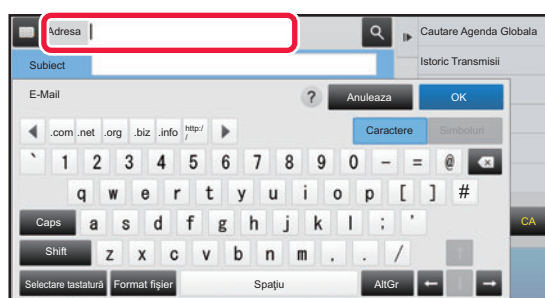 Adresa
Cautare Agenda Globala
Subiect
Istoric Transmisii
E-Mail ? Anuleaza OK
.com .net .org .biz .info http:/
/
Caractere Simboluri
` 1 2 3 4 5 6 7 8 9 0 - = @
q w e r t y u i o p [ ] #
Caps a s d f g h j k l ; '
CA
Shift z x c v b n m , . /
Selectare tastatură Format fişier Spaţiu AltGr